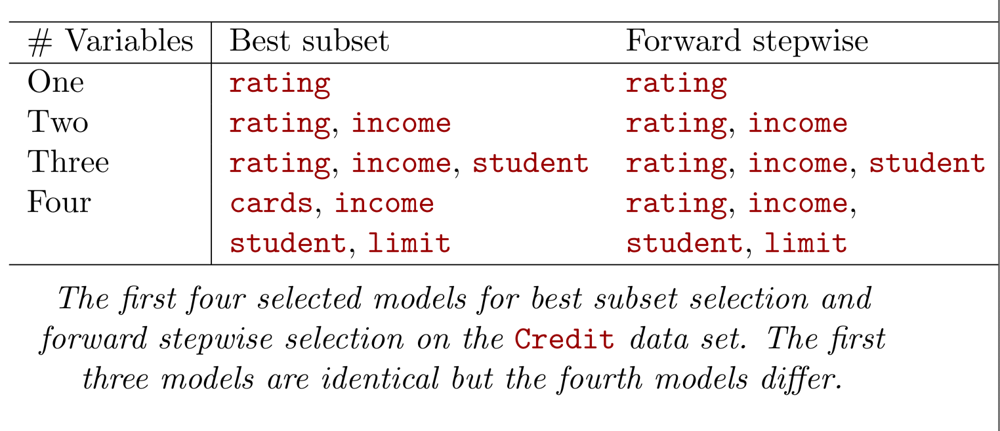 # Variables Best subset Forward stepwise
One rating rating
Two rating, income rating, income
Three rating, income, student rating, income, student
Four cards, income rating, income,
student, limit student, limit
The first four selected models for best subset selection and
forward stepwise selection on the Credit data set. The first
three models are identical but the fourth models differ.